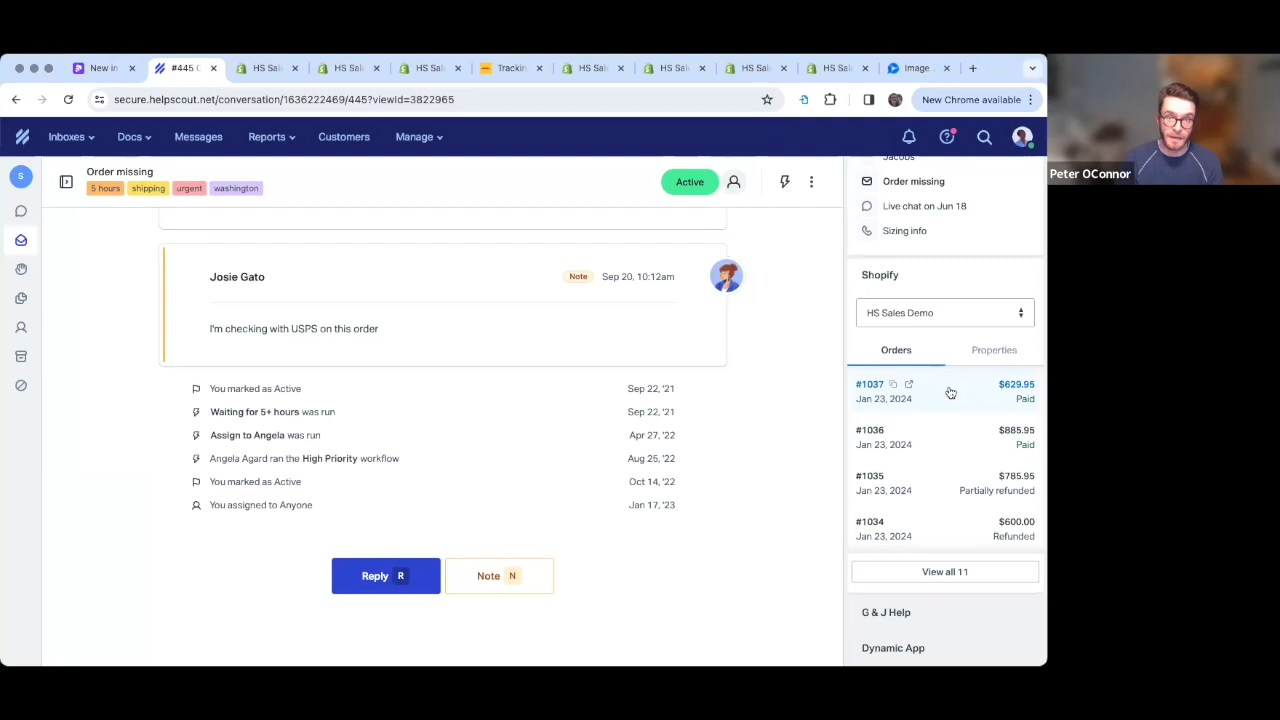 New in
#445 C
HS Sal
HS Sal
HS Sal
Trackin
HS Sal
HS Sal
HS Sal
HS Sal
Image
secure.helpscout.net/conversation/1636222469/445?viewId=3822965
New Chrome available
Inboxes
Docs
Messages
Reports
Customers
Manage
S
Order missing
5 hours
shipping
urgent
washington
Active
Josie Gato
Note
Sep 20, 10:12am
I'm checking with USPS on this order
You marked as Active
Sep 22, '21
Waiting for 5+ hours was run
Sep 22, '21
Assign to Angela was run
Apr 27, '22
Angela Agard ran the High Priority workflow
Aug 25, '22
You marked as Active
Oct 14, '22
You assigned to Anyone
Jan 17, '23
Reply R
Note N
Jacobs
Order missing
Live chat on Jun 18
Sizing info
Shopify
HS Sales Demo
Orders
Properties
#1037
$629.95
Jan 23, 2024
Paid
#1036
$885.95
Jan 23, 2024
Paid
#1035
$785.95
Jan 23, 2024
Partially refunded
#1034
$600.00
Jan 23, 2024
Refunded
View all 11
G & J Help
Dynamic App
Peter OConnor